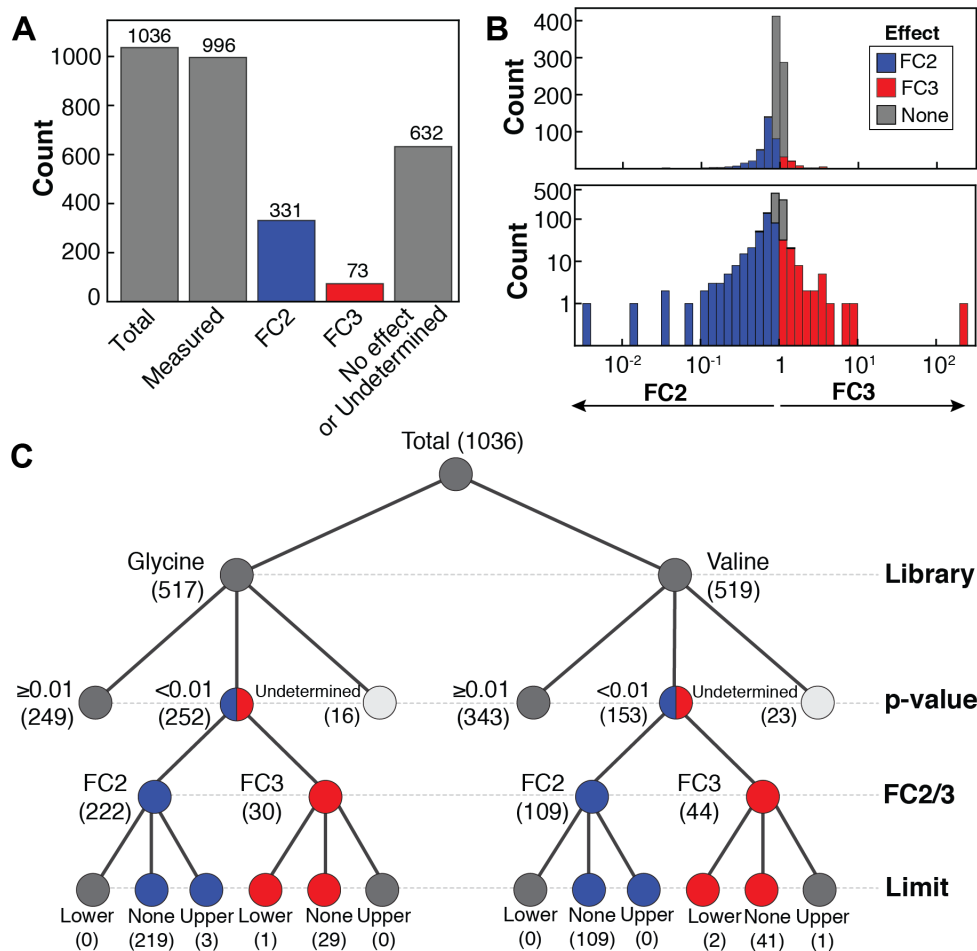 A
Count
1000
800
600
400
200
0
1036
996
331
73
632
Total
Measured
FC2
FC3
No effect
or Undetermined
B
Count
400
300
200
100
Effect
FC2
FC3
None
Count
500
100
10
1
10-2
10-1
1
101
102
FC2
FC3
C
Total (1036)
Glycine
(517)
Valine
(519)
Library
≥0.01
(249)
<0.01
(252)
Undetermined
(16)
≥0.01
(343)
<0.01
(153)
Undetermined
(23)
p-value
FC2
(222)
FC3
(30)
FC2
(109)
FC3
(44)
FC2/3
Lower
(0)
None
(219)
Upper
(3)
Lower
(1)
None
(29)
Upper
(0)
Lower
(0)
None
(109)
Upper
(0)
Lower
(2)
None
(41)
Upper
(1)
Limit